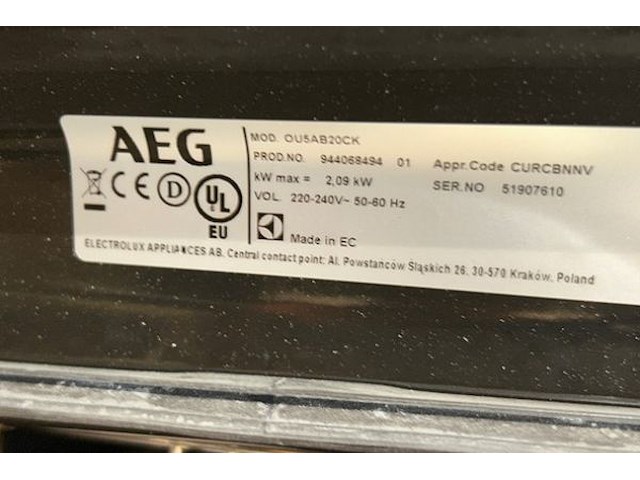 AEG
CE D UL
EU
MOD. OU5AB20CK
PROD.NO. 944068494 01 Appr.Code CURCBNNV
kW max = 2,09 kW SER.NO 51907610
VOL. 220-240V~ 50-60 Hz
Made in EC
ELECTROLUX APPLIANCES AB. Central contact point: Al. Powstańców Śląskich 26, 30-570 Kraków, Poland